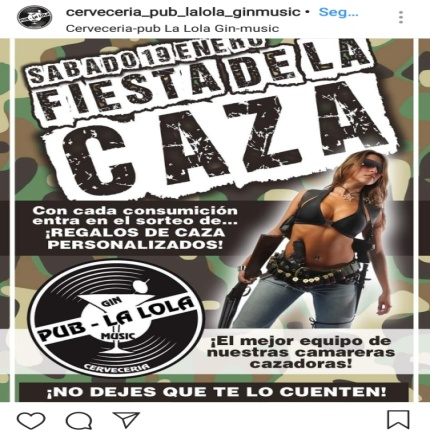 cerveceria_pub_lalola_ginmusic • Seg...
Cerveceria-pub La Lola Gin-music
SABADO 19 ENERO
FIESTA DE LA
CAZA
Con cada consumición
entra en el sorteo de...
¡REGALOS DE CAZA
PERSONALIZADOS!
GIN
PUB - LA LOLA
MUSIC
CERVECERIA
¡El mejor equipo de
nuestras camareras
cazadoras!
¡NO DEJES QUE TE LO CUENTEN!